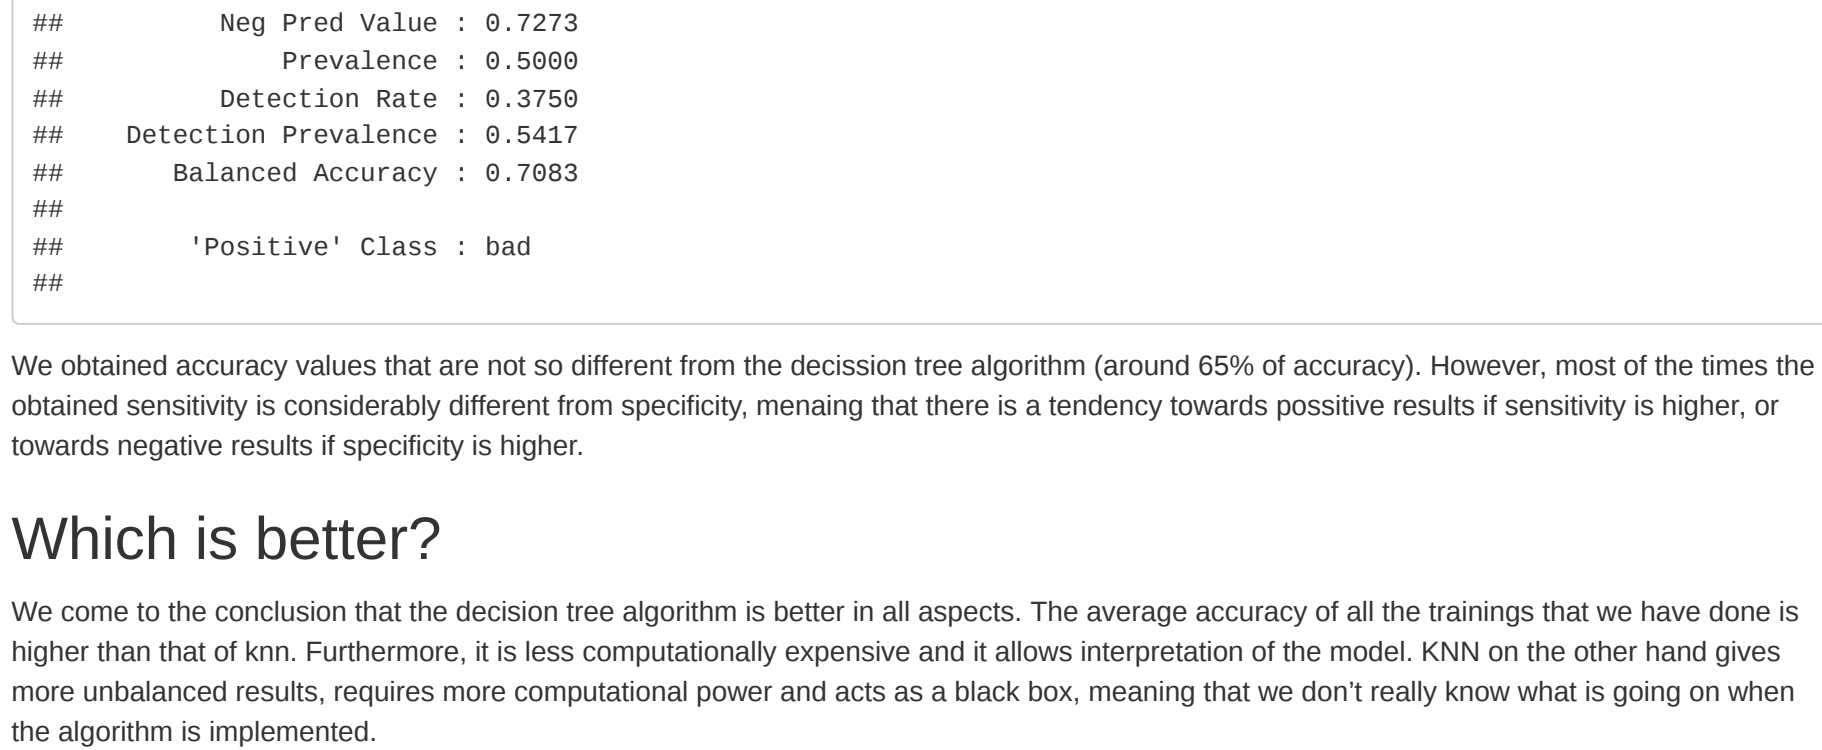 ##          Neg Pred Value : 0.7273
##              Prevalence : 0.5000
##          Detection Rate : 0.3750
##    Detection Prevalence : 0.5417
##       Balanced Accuracy : 0.7083
##
##        'Positive' Class : bad
##
We obtained accuracy values that are not so different from the decission tree algorithm (around 65% of accuracy). However, most of the times the
obtained sensitivity is considerably different from specificity, menaing that there is a tendency towards possitive results if sensitivity is higher, or
towards negative results if specificity is higher.
Which is better?
We come to the conclusion that the decision tree algorithm is better in all aspects. The average accuracy of all the trainings that we have done is
higher than that of knn. Furthermore, it is less computationally expensive and it allows interpretation of the model. KNN on the other hand gives
more unbalanced results, requires more computational power and acts as a black box, meaning that we don’t really know what is going on when
the algorithm is implemented.